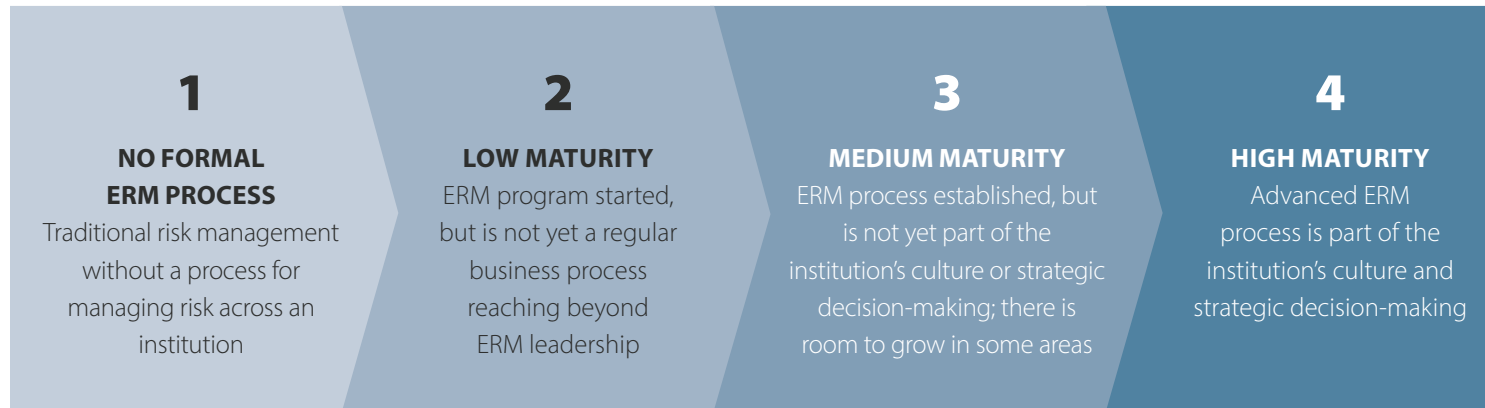 1
NO FORMAL
ERM PROCESS
Traditional risk management
without a process for
managing risk across an
institution
2
LOW MATURITY
ERM program started,
but is not yet a regular
business process
reaching beyond
ERM leadership
3
MEDIUM MATURITY
ERM process established, but
is not yet part of the
institution’s culture or strategic
decision-making; there is
room to grow in some areas
4
HIGH MATURITY
Advanced ERM
process is part of the
institution’s culture and
strategic decision-making